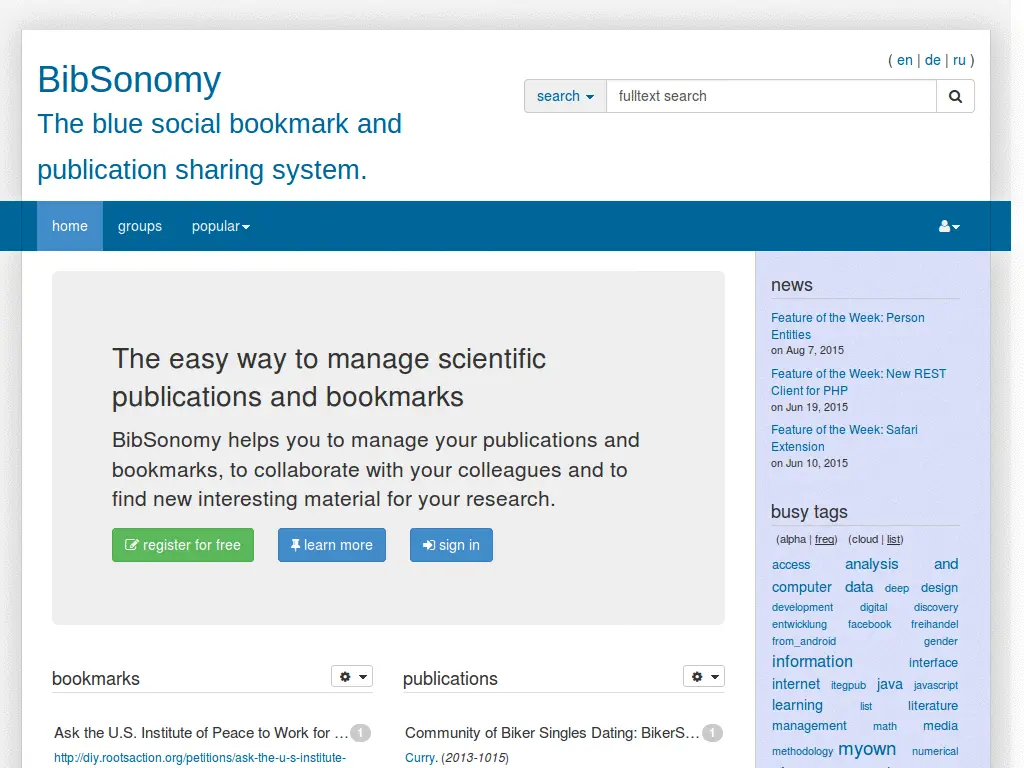 ( en | de | ru )
BibSonomy
The blue social bookmark and
publication sharing system.
search
fulltext search
home
groups
popular
The easy way to manage scientific
publications and bookmarks
BibSonomy helps you to manage your publications and
bookmarks, to collaborate with your colleagues and to
find new interesting material for your research.
register for free
learn more
sign in
news
Feature of the Week: Person
Entities
on Aug 7, 2015
Feature of the Week: New REST
Client for PHP
on Jun 19, 2015
Feature of the Week: Safari
Extension
on Jun 10, 2015
busy tags
(alpha | freq) (cloud | list)
access analysis and
computer data deep design
development digital discovery
entwicklung facebook freihandel
from_android gender
information interface
internet itegpub java javascript
learning list literature
management math media
methodology myown numerical
bookmarks
Ask the U.S. Institute of Peace to Work for ... 1
http://diy.rootsaction.org/petitions/ask-the-u-s-institute-
publications
Community of Biker Singles Dating: BikerS... 1
Curry. (2013-1015)